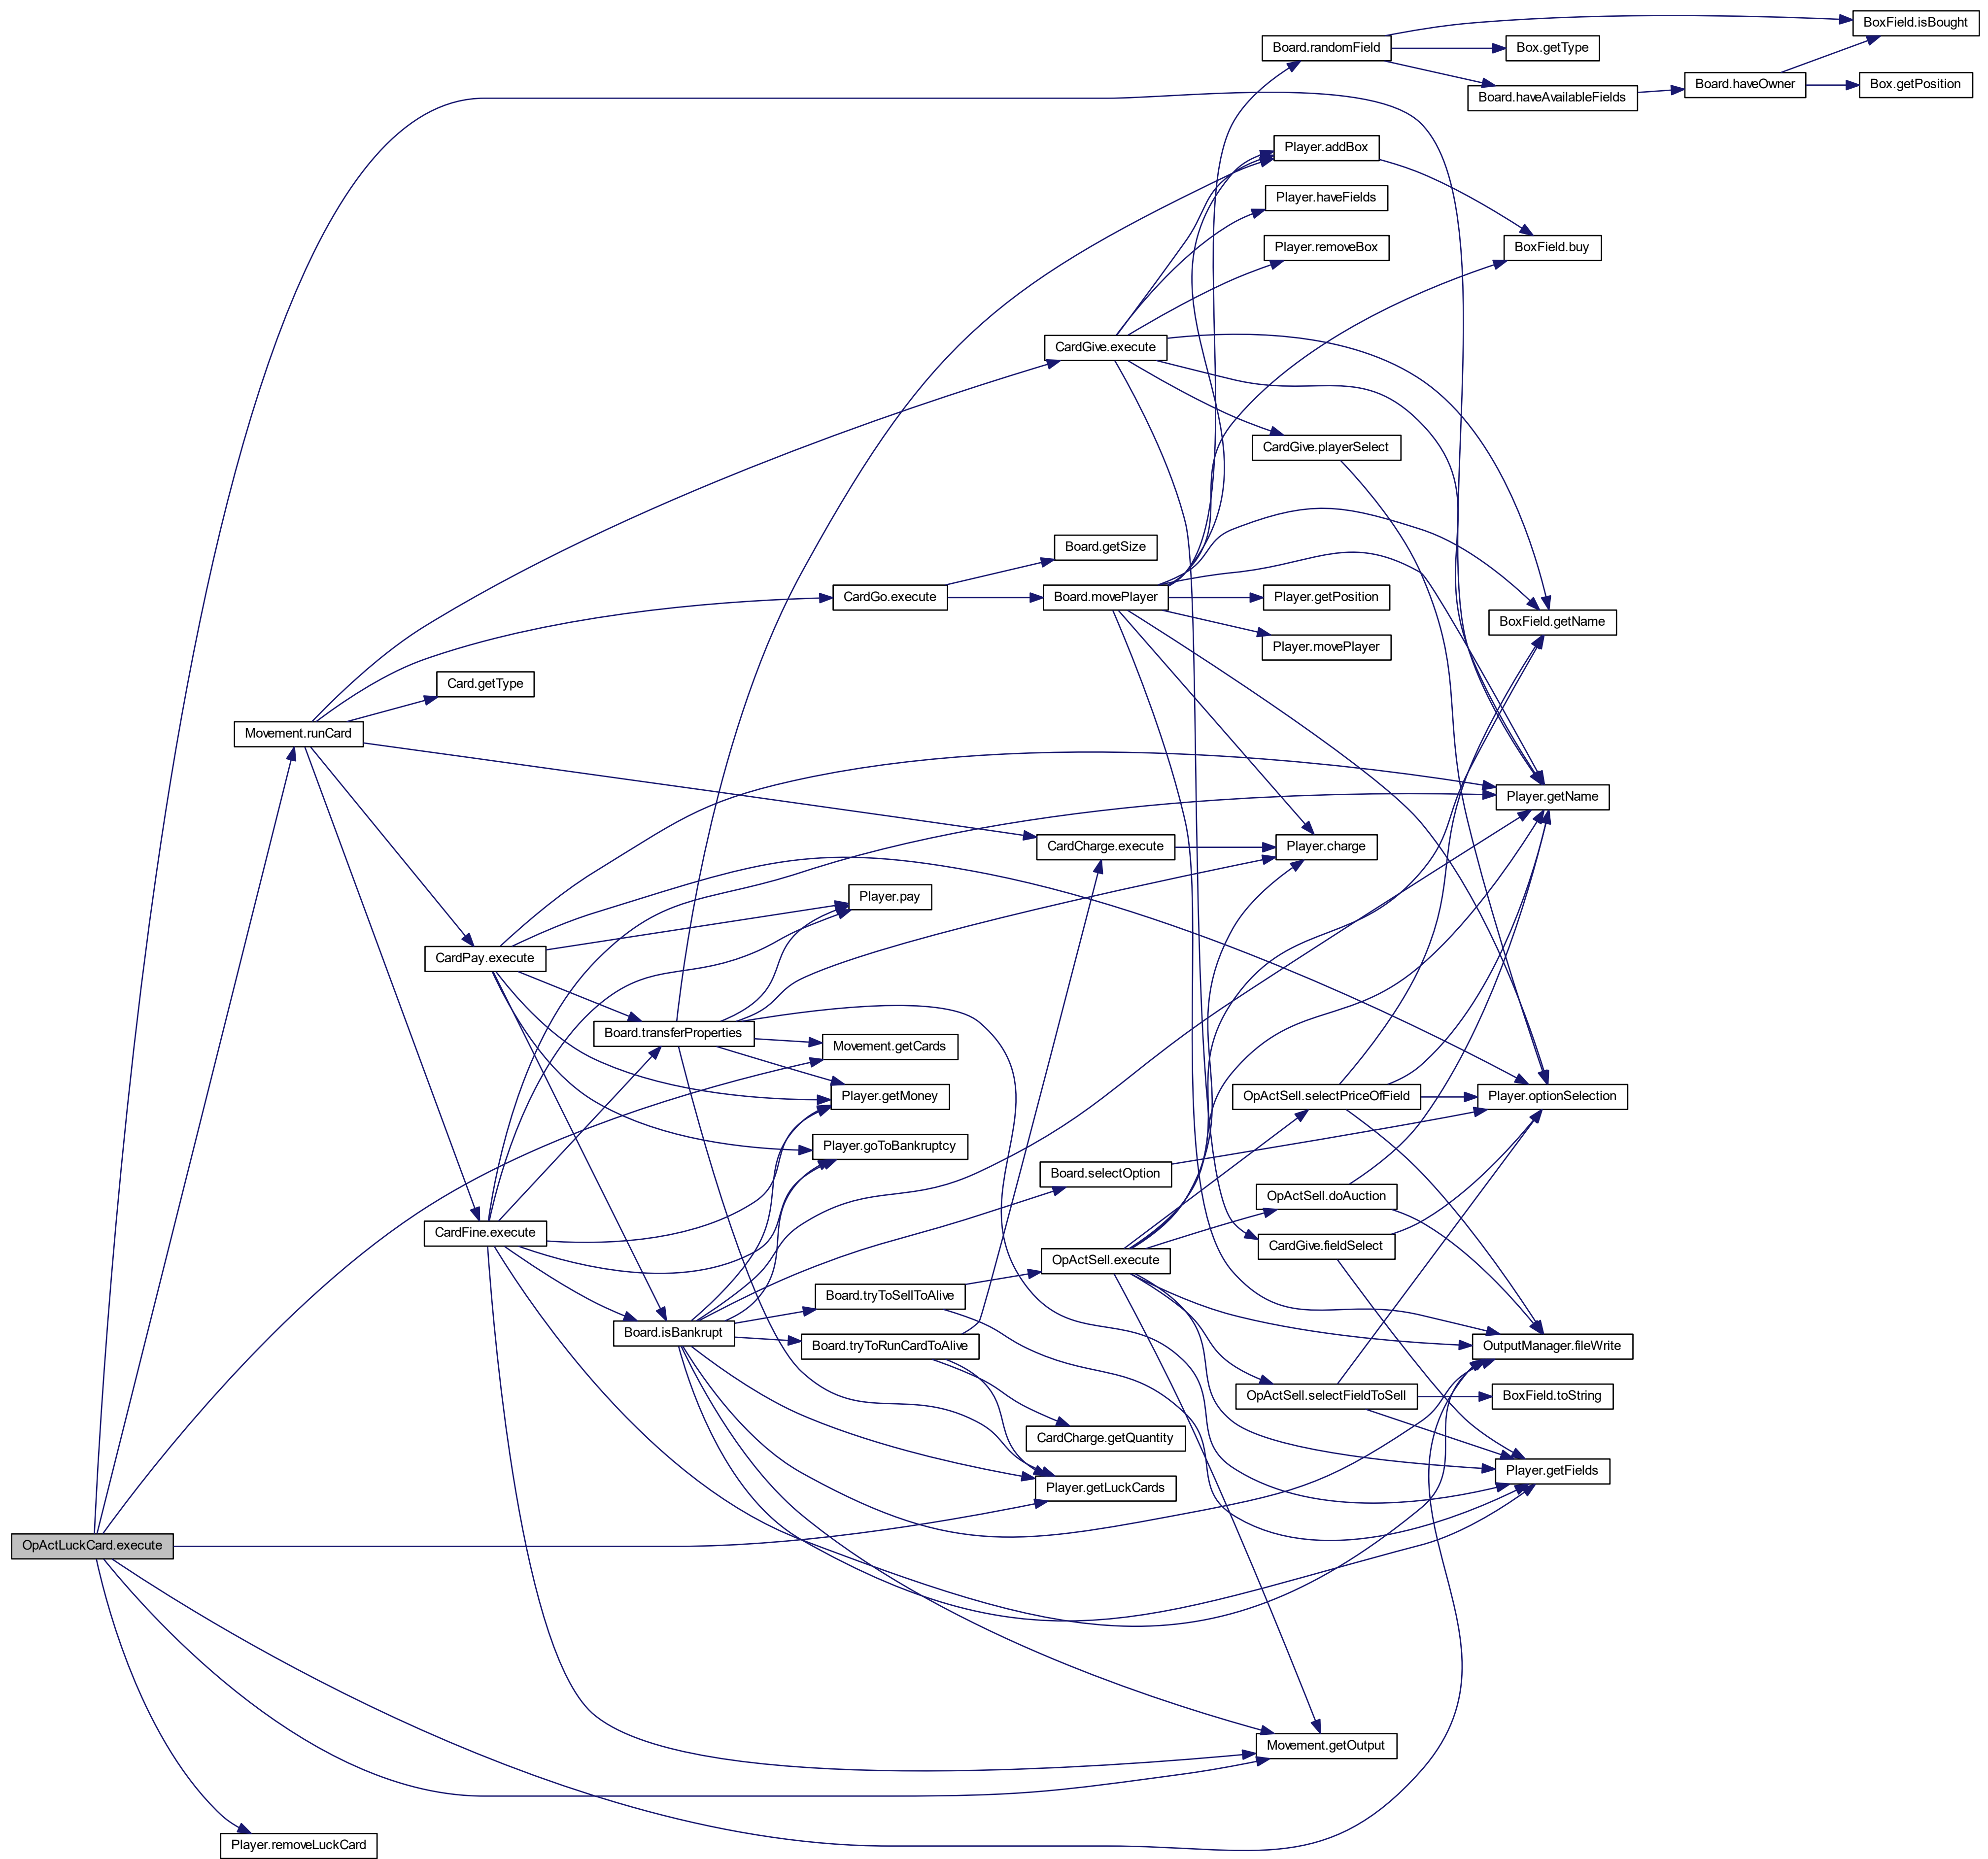 BoxField.isBought
Board.randomField
Box.getType
Board.haveOwner
Box.getPosition
Board.haveAvailableFields
Player.addBox
Player.haveFields
Player.removeBox
BoxField.buy
CardGive.execute
CardGive.playerSelect
Board.getSize
CardGo.execute
Board.movePlayer
Player.getPosition
BoxField.getName
Player.movePlayer
Card.getType
Movement.runCard
Player.getName
CardCharge.execute
Player.charge
Player.pay
CardPay.execute
Board.transferProperties
Movement.getCards
Player.getMoney
OpActSell.selectPriceOfField
Player.optionSelection
Player.goToBankruptcy
Board.selectOption
OpActSell.doAuction
CardFine.execute
CardGive.fieldSelect
OpActSell.execute
Board.tryToSellToAlive
Board.isBankrupt
Board.tryToRunCardToAlive
OutputManager.fileWrite
OpActSell.selectFieldToSell
BoxField.toString
CardCharge.getQuantity
Player.getFields
Player.getLuckCards
OpActLuckCard.execute
Movement.getOutput
Player.removeLuckCard